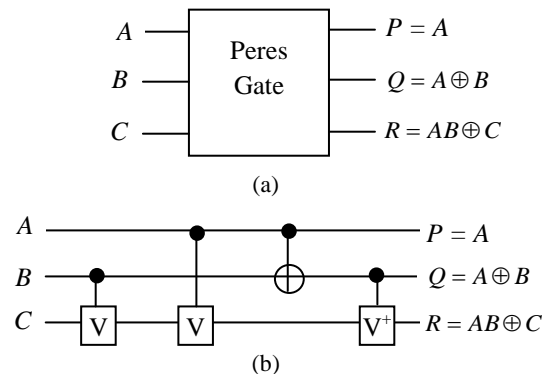 A P = A
Peres
B Gate Q = A ⊕ B
C R = AB ⊕ C
(a)
A P = A
B Q = A ⊕ B
C V V V⁺ R = AB ⊕ C
(b)